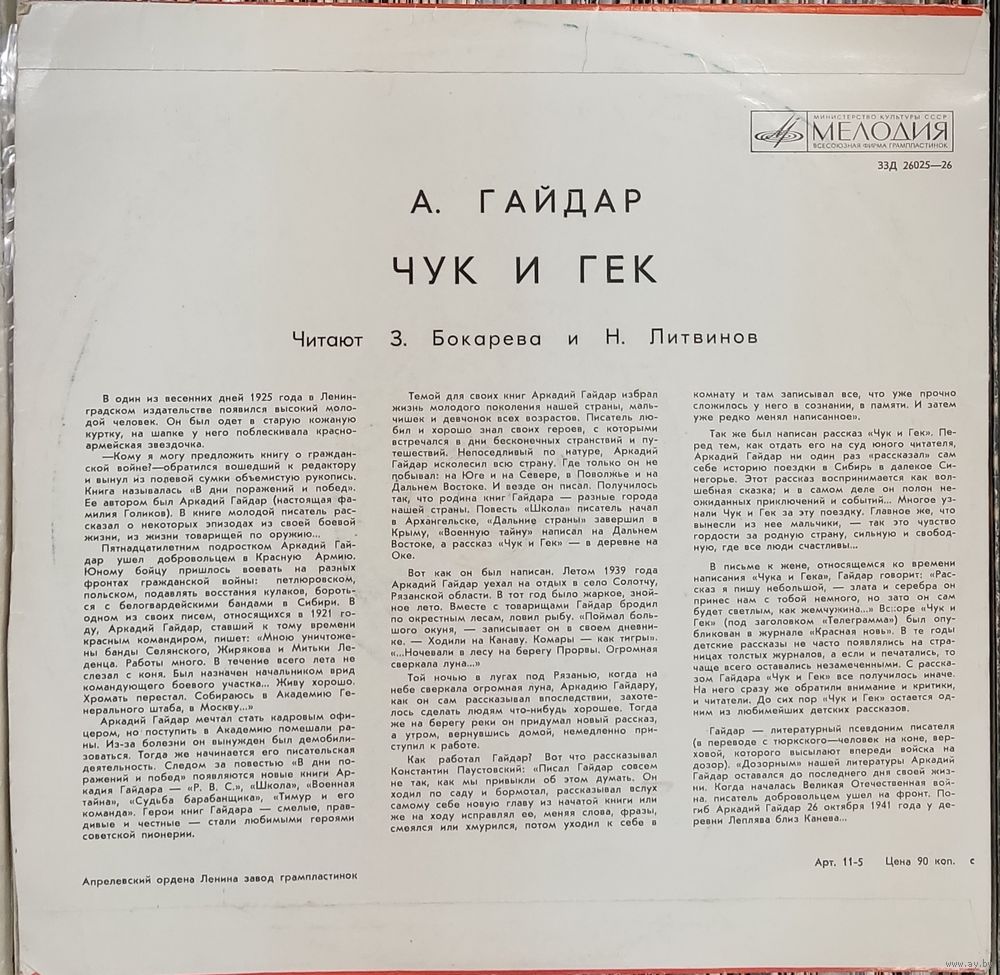 МИНИСТЕРСТВО КУЛЬТУРЫ СССР
МЕЛОДИЯ
ВСЕСОЮЗНАЯ ФИРМА ГРАМПЛАСТИНОК
33Д 26025—26
А. ГАЙДАР
ЧУК И ГЕК
Читают З. Бокарева и Н. Литвинов
В один из весенних дней 1925 года в Ленин-
градском издательстве появился высокий моло-
дой человек. Он был одет в старую кожаную
куртку, на шапке у него поблескивала красно-
армейская звездочка.
—Кому я могу предложить книгу о граждан-
ской войне?—обратился вошедший к редактору
и вынул из полевой сумки объемистую рукопись.
Книга называлась «В дни поражений и побед».
Ее автором был Аркадий Гайдар (настоящая фа-
милия Голиков). В книге молодой писатель рас-
сказал о некоторых эпизодах из своей боевой
жизни, из жизни товарищей по оружию...
Пятнадцатилетним подростком Аркадий Гай-
дар ушел добровольцем в Красную Армию.
Юному бойцу пришлось воевать на разных
фронтах гражданской войны: петлюровском,
польском, подавлять восстания кулаков, бороть-
ся с белогвардейскими бандами в Сибири. В
одном из своих писем, относящихся в 1921 го-
ду, Аркадий Гайдар, ставший к тому времени
красным командиром, пишет: «Мною уничтоже-
ны банды Селянского, Жирякова и Митьки Ле-
денца. Работы много. В течение всего лета не
слезал с коня. Был назначен начальником врид
командующего боевого участка... Живу хорошо.
Хромать перестал. Собираюсь в Академию Ге-
нерального штаба, в Москву...»
Аркадий Гайдар мечтал стать кадровым офи-
цером, но поступить в Академию помешали ра-
ны. Из-за болезни он вынужден был демобили-
зоваться. Тогда же начинается его писательская
деятельность. Следом за повестью «В дни по-
ражений и побед» появляются новые книги Ар-
кадия Гайдара — «Р. В. С.», «Школа», «Военная
тайна», «Судьба барабанщика», «Тимур и его
команда». Герои книг Гайдара — смелые, прав-
дивые и честные — стали любимыми героями
советской пионерии.
Апрелевский ордена Ленина завод грампластинок
Темой для своих книг Аркадий Гайдар избрал
жизнь молодого поколения нашей страны, маль-
чишек и девчонок всех возрастов. Писатель лю-
бил и хорошо знал своих героев, с которыми
встречался в дни бесконечных странствий и пу-
тешествий. Непоседливый по натуре, Аркадий
Гайдар исколесил всю страну. Где только он не
побывал: на Юге и на Севере, в Поволжье и на
Дальнем Востоке. И везде он писал. Получилось
так, что родина книг Гайдара — разные города
нашей страны. Повесть «Школа» писатель начал
в Архангельске, «Дальние страны» завершил в
Крыму, «Военную тайну» написал на Дальнем
Востоке, а рассказ «Чук и Гек» — в деревне на
Оке.
Вот как он был написан. Летом 1939 года
Аркадий Гайдар уехал на отдых в село Солотчу,
Рязанской области. В тот год было жаркое, зной-
ное лето. Вместе с товарищами Гайдар бродил
по окрестным лесам, ловил рыбу. «Поймал боль-
шого окуня, — записывает он в своем дневни-
ке. — Ходили на Канаву. Комары — как тигры».
«...Ночевали в лесу на берегу Прорвы. Огромная
сверкала луна...»
Той ночью в лугах под Рязанью, когда на
небе сверкала огромная луна, Аркадию Гайдару,
как он сам рассказывал впоследствии, захоте-
лось сделать людям что-нибудь хорошее. Тогда
же на берегу реки он придумал новый рассказ,
а утром, вернувшись домой, немедленно при-
ступил к работе.
Как работал Гайдар? Вот что рассказывал
Константин Паустовский: «Писал Гайдар совсем
не так, как мы привыкли об этом думать. Он
ходил по саду и бормотал, рассказывал вслух
самому себе новую главу из начатой книги или
же на ходу исправлял ее, меняя слова, фразы,
смеялся или хмурился, потом уходил к себе в
комнату и там записывал все, что уже прочно
сложилось у него в сознании, в памяти. И затем
уже редко менял написанное».
Так же был написан рассказ «Чук и Гек». Пе-
ред тем, как отдать его на суд юного читателя,
Аркадий Гайдар ни один раз «рассказал» сам
себе историю поездки в Сибирь в далекое Си-
негорье. Этот рассказ воспринимается как вол-
шебная сказка; и в самом деле он полон не-
ожиданных приключений и событий... Многое уз-
нали Чук и Гек за эту поездку. Главное же, что
вынесли из нее мальчики, — так это чувство
гордости за родную страну, сильную и свобод-
ную, где все люди счастливы...
В письме к жене, относящемся ко времени
написания «Чука и Гека», Гайдар говорит: «Рас-
сказ я пишу небольшой, — злата и серебра он
принес нам с тобой немного, но зато он сам
будет светлым, как жемчужина...» Вскоре «Чук и
Гек» (под заголовком «Телеграмма») был опу-
бликован в журнале «Красная новь». В те годы
детские рассказы не часто появлялись на стра-
ницах толстых журналов, а если и печатались, то
чаще всего оставались незамеченными. С расска-
зом Гайдара «Чук и Гек» все получилось иначе.
На него сразу же обратили внимание и критики,
и читатели. До сих пор «Чук и Гек» остается од-
ним из любимейших детских рассказов.
Гайдар — литературный псевдоним писателя
(в переводе с тюркского—человек на коне, вер-
ховой, которого высылают впереди войска на
дозор). «Дозорным» нашей литературы Аркадий
Гайдар оставался до последнего дня своей жиз-
ни. Когда началась Великая Отечественная вой-
на, писатель добровольцем ушел на фронт. По-
гиб Аркадий Гайдар 26 октября 1941 года у де-
ревни Леплява близ Канева...
Арт. 11-5 Цена 90 коп. с
www.ay.by